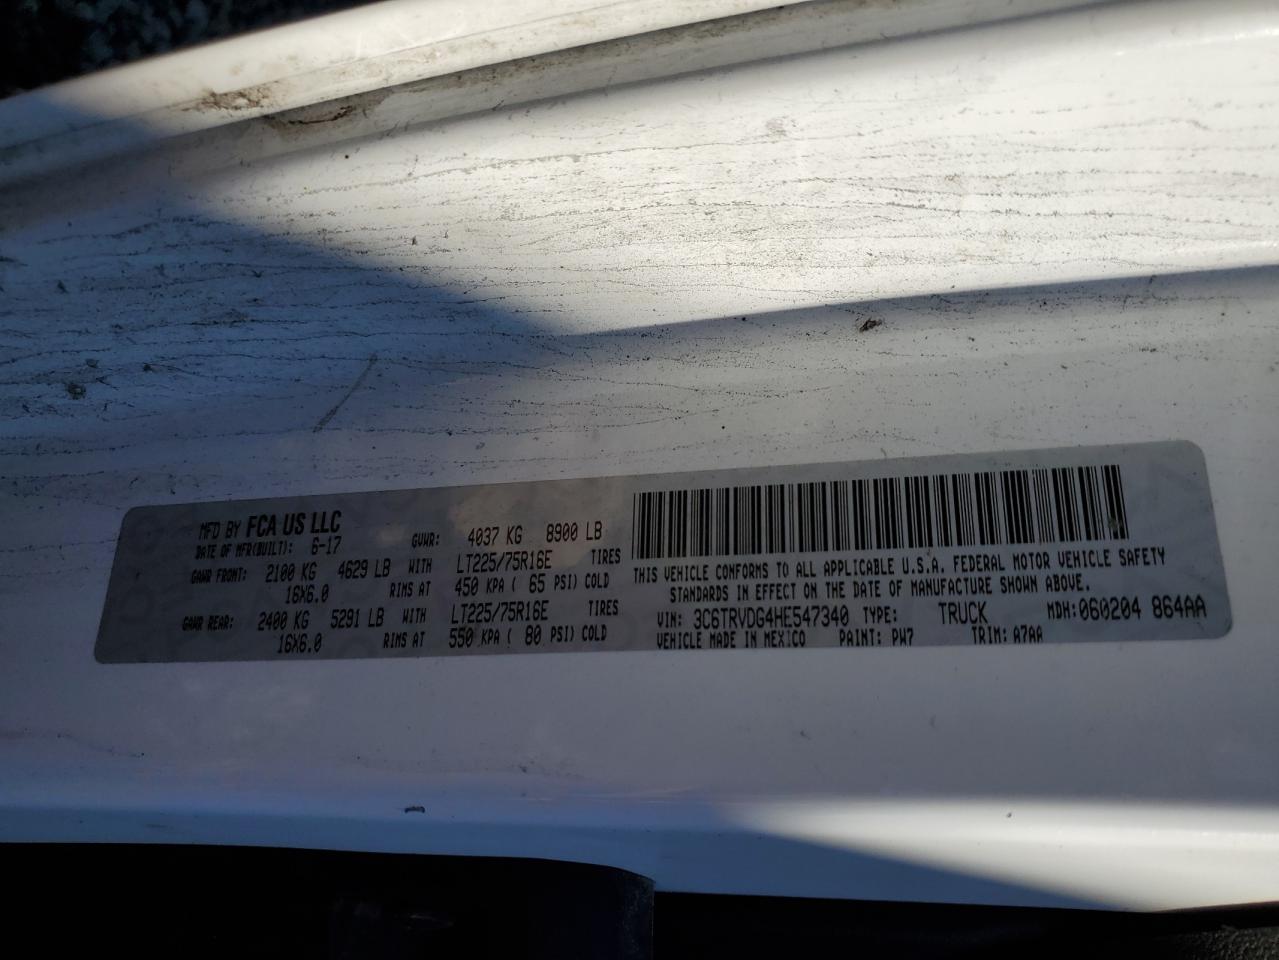 MFD BY FCA US LLC
DATE OF MFR(BUILT): 6-17 GVWR: 4037 KG 8900 LB
GAWR FRONT: 2100 KG 4629 LB WITH LT225/75R16E TIRES
16X6.0 RIMS AT 450 KPA ( 65 PSI) COLD
GAWR REAR: 2400 KG 5291 LB WITH LT225/75R16E TIRES
16X6.0 RIMS AT 550 KPA ( 80 PSI) COLD
THIS VEHICLE CONFORMS TO ALL APPLICABLE U.S.A. FEDERAL MOTOR VEHICLE SAFETY
STANDARDS IN EFFECT ON THE DATE OF MANUFACTURE SHOWN ABOVE.
VIN: 3C6TRVDG4HE547340 TYPE: TRUCK MDH:060204 864AA
VEHICLE MADE IN MEXICO PAINT: PW7 TRIM: A7AA